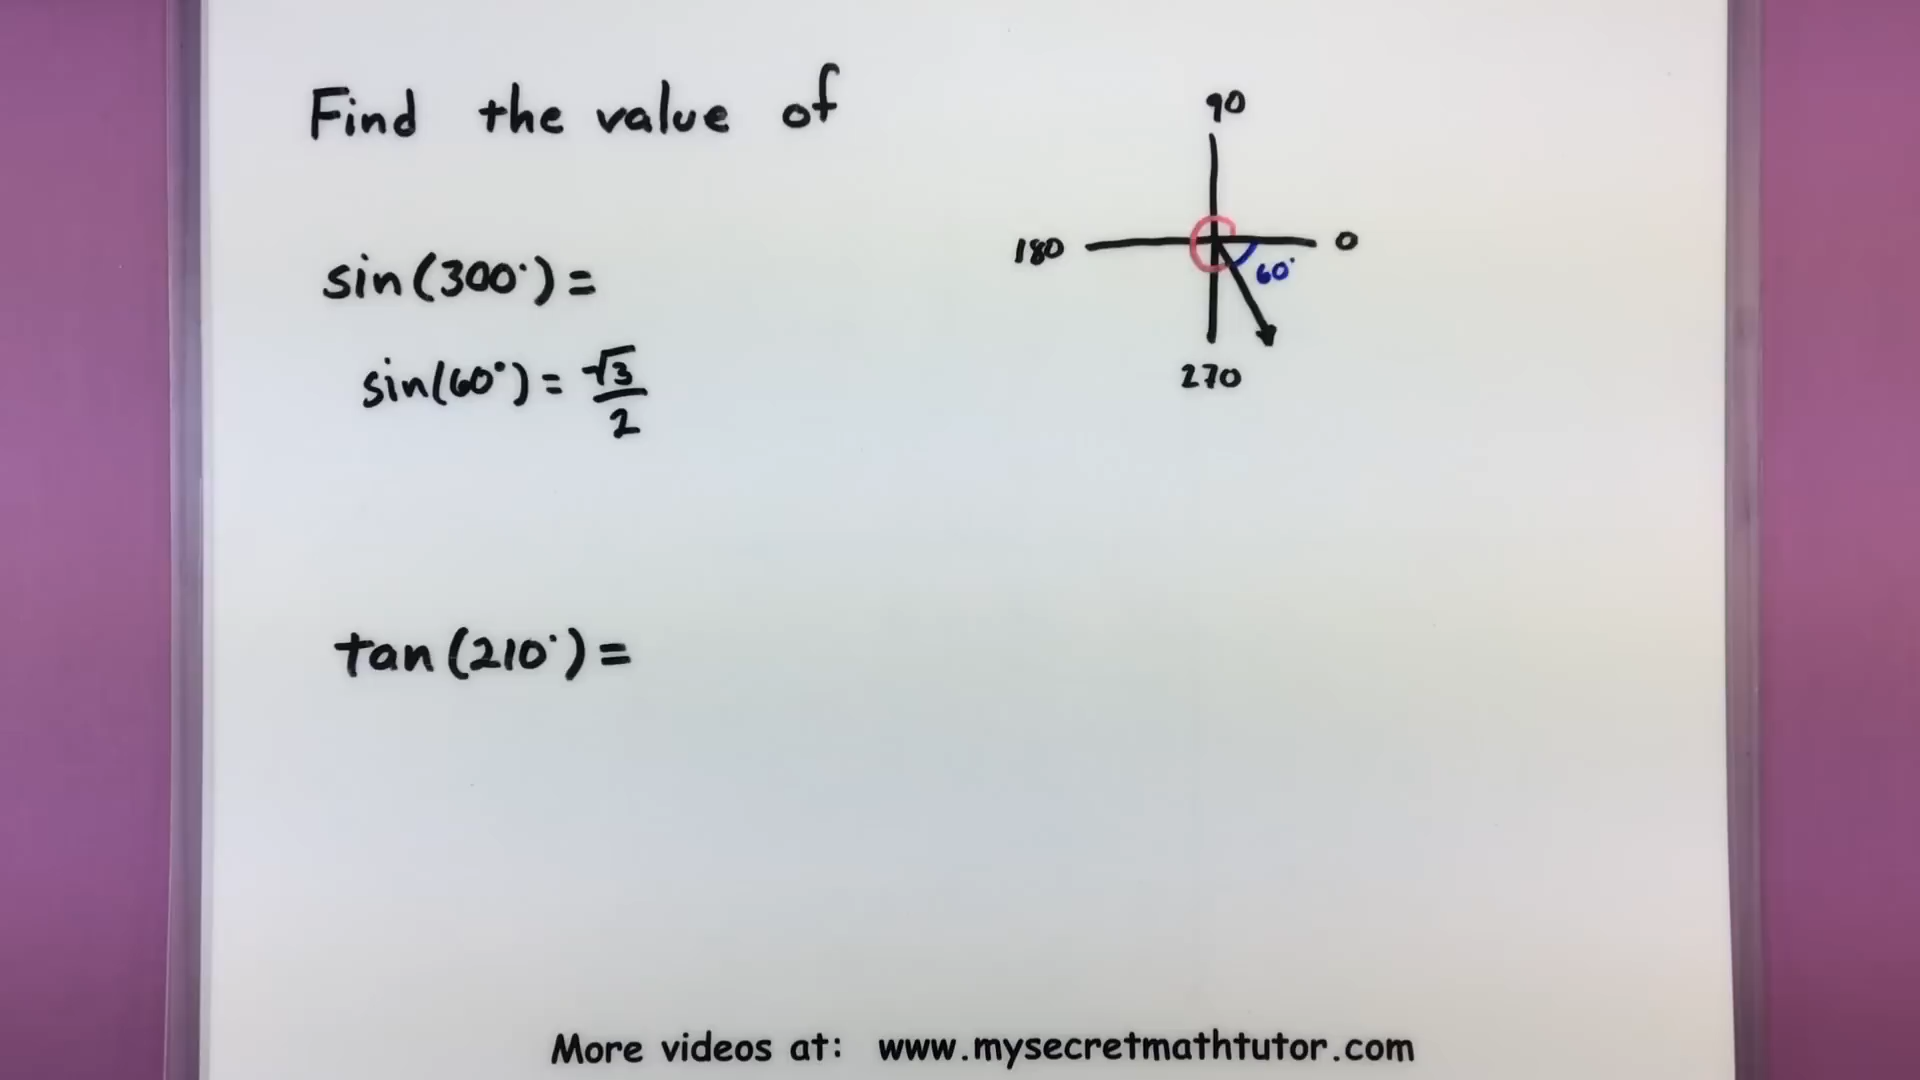 Find the value of
90
180
0
60°
270
sin(300°)=
sin(60°) = √3/2
tan(210°)=
More videos at: www.mysecretmathtutor.com